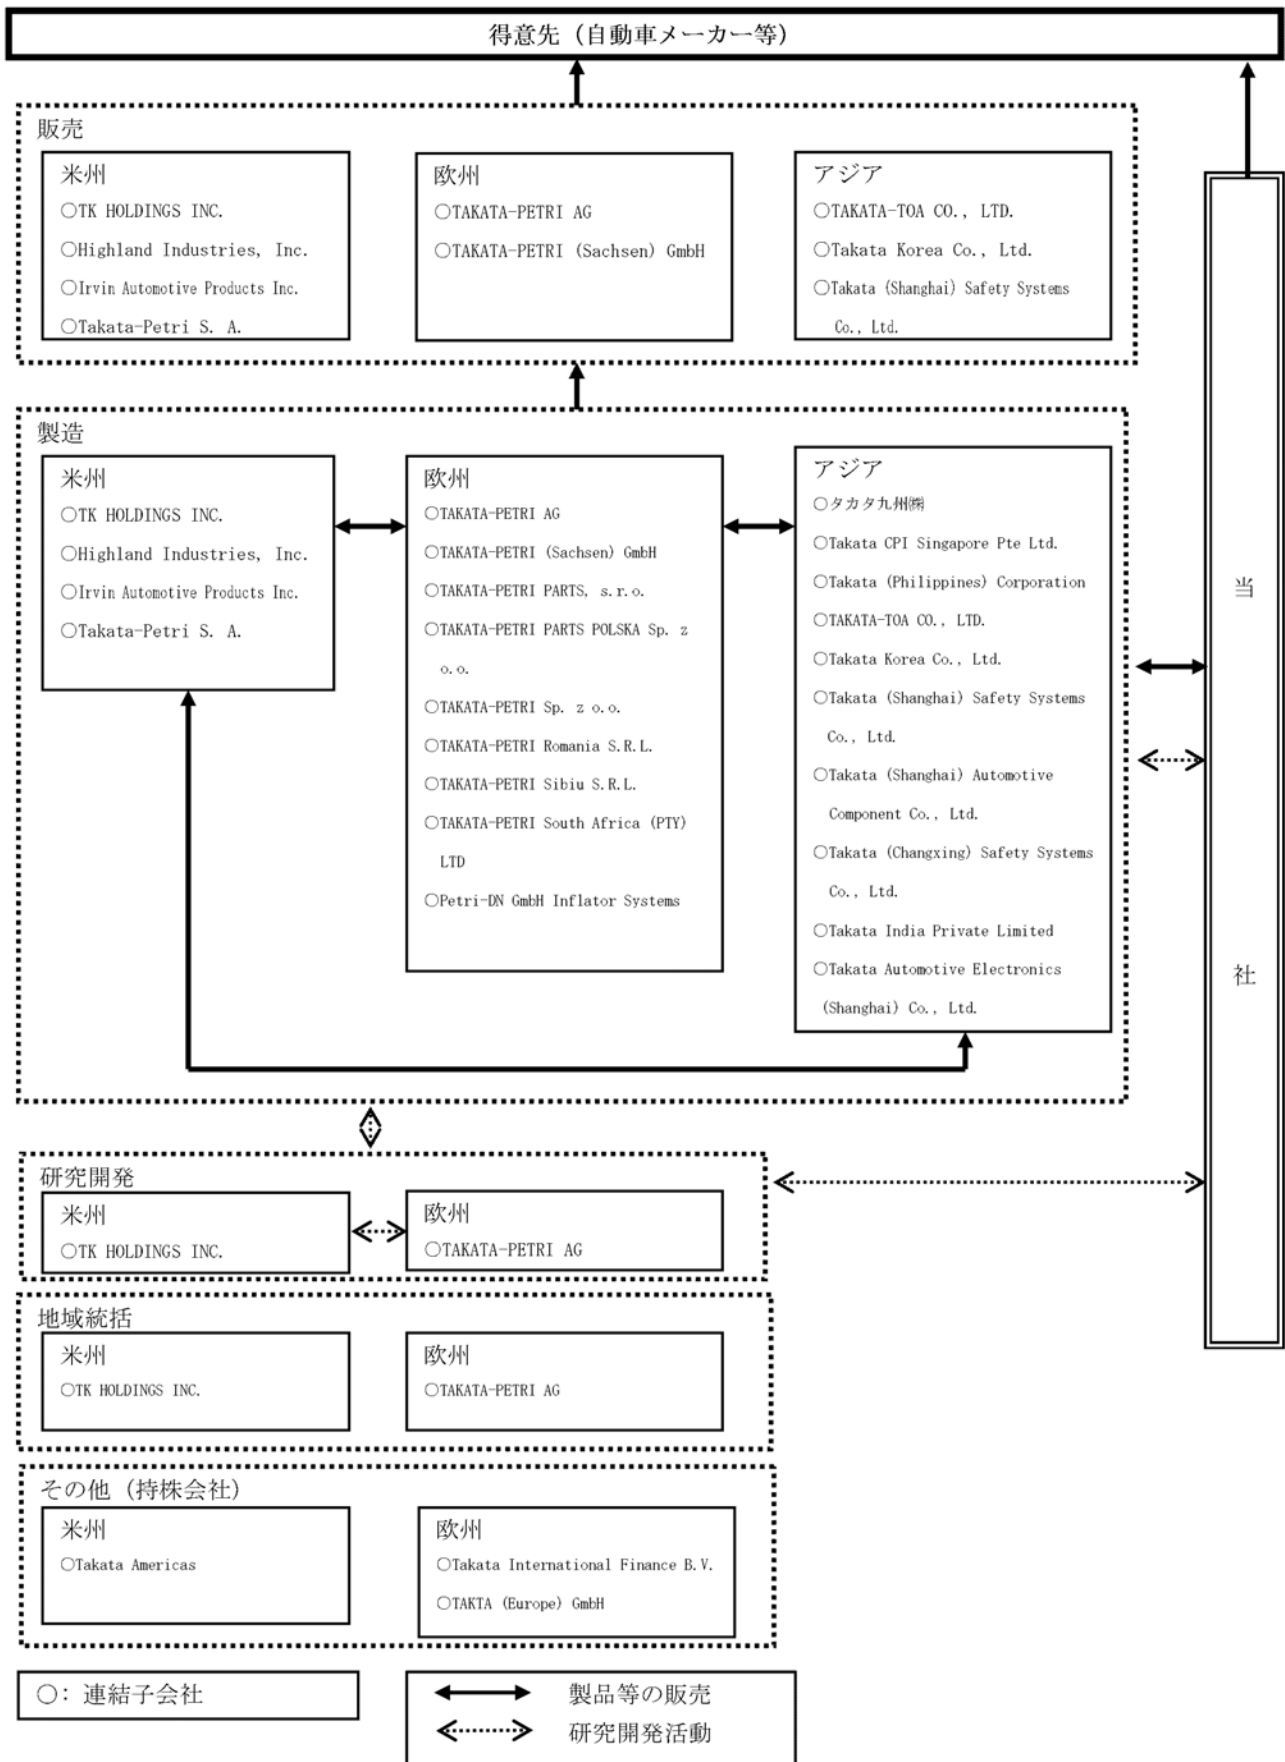 得意先（自動車メーカー等）
販売
米州
○TK HOLDINGS INC.
○Highland Industries, Inc.
○Irvin Automotive Products Inc.
○Takata-Petri S. A.
欧州
○TAKATA-PETRI AG
○TAKATA-PETRI (Sachsen) GmbH
アジア
○TAKATA-TOA CO., LTD.
○Takata Korea Co., Ltd.
○Takata (Shanghai) Safety Systems
Co., Ltd.
製造
米州
○TK HOLDINGS INC.
○Highland Industries, Inc.
○Irvin Automotive Products Inc.
○Takata-Petri S. A.
欧州
○TAKATA-PETRI AG
○TAKATA-PETRI (Sachsen) GmbH
○TAKATA-PETRI PARTS, s.r.o.
○TAKATA-PETRI PARTS POLSKA Sp. z
o.o.
○TAKATA-PETRI Sp. z o.o.
○TAKATA-PETRI Romania S.R.L.
○TAKATA-PETRI Sibiu S.R.L.
○TAKATA-PETRI South Africa (PTY)
LTD
○Petri-DN GmbH Inflator Systems
アジア
○タカタ九州㈱
○Takata CPI Singapore Pte Ltd.
○Takata (Philippines) Corporation
○TAKATA-TOA CO., LTD.
○Takata Korea Co., Ltd.
○Takata (Shanghai) Safety Systems
Co., Ltd.
○Takata (Shanghai) Automotive
Component Co., Ltd.
○Takata (Changxing) Safety Systems
Co., Ltd.
○Takata India Private Limited
○Takata Automotive Electronics
(Shanghai) Co., Ltd.
当
社
研究開発
米州
○TK HOLDINGS INC.
欧州
○TAKATA-PETRI AG
地域統括
米州
○TK HOLDINGS INC.
欧州
○TAKATA-PETRI AG
その他（持株会社）
米州
○Takata Americas
欧州
○Takata International Finance B.V.
○TAKTA (Europe) GmbH
○：連結子会社
製品等の販売
研究開発活動